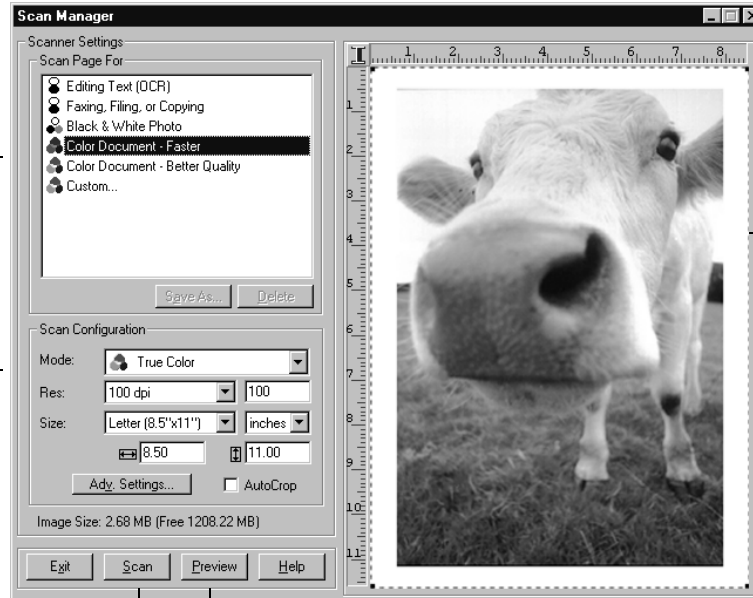 Scan Manager
Scanner Settings
Scan Page For
Editing Text (OCR)
Faxing, Filing, or Copying
Black & White Photo
Color Document - Faster
Color Document - Better Quality
Custom...
Save As... Delete
Scan Configuration
Mode: True Color
Res: 100 dpi 100
Size: Letter (8.5"x11") inches
8.50 11.00
Adv. Settings... AutoCrop
Image Size: 2.68 MB (Free 1208.22 MB)
Exit Scan Preview Help
1 2 3 4 5 6 7 8
1
2
3
4
5
6
7
8
9
10
11